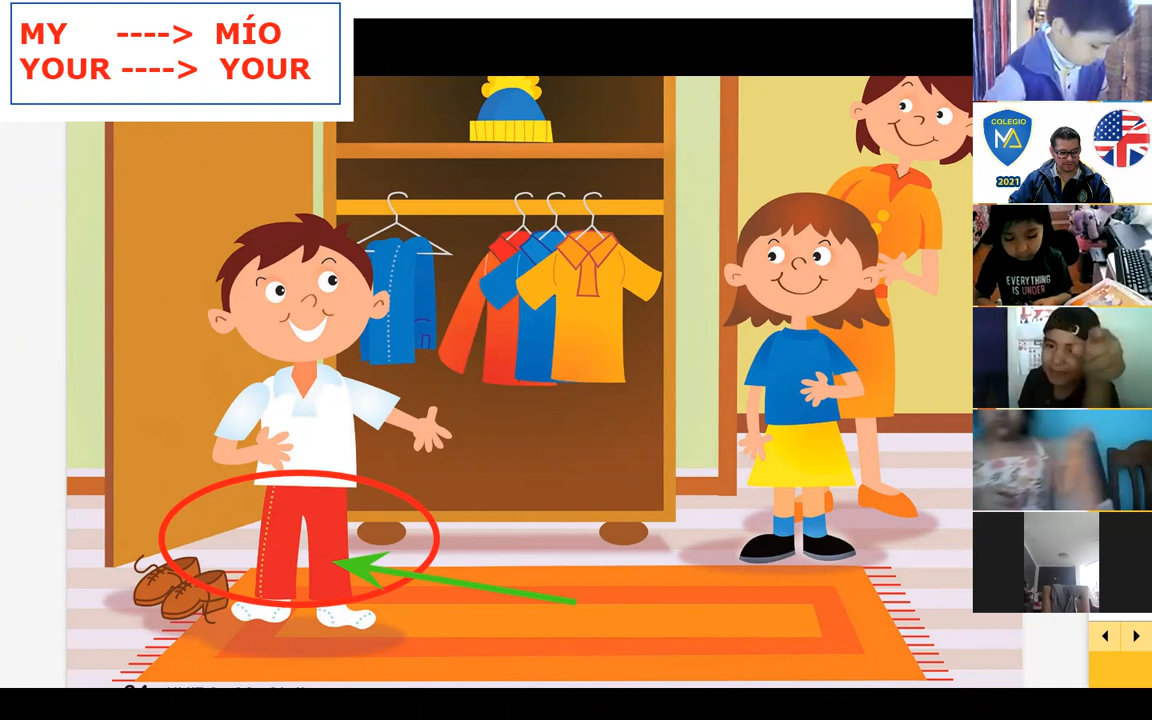 MY ----> MÍO
YOUR ----> YOUR
COLEGIO
MA
2021
EVERYTHING
IS UNDER